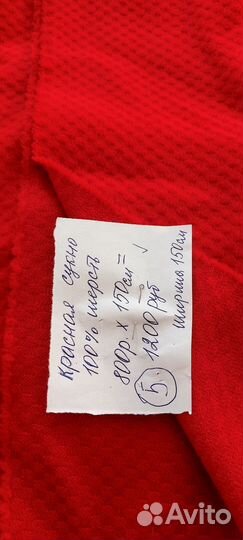 Красная сукно
100% шерсть
800р. х 150см =
⑤ 1200 руб ✓
ширина 150см
Avito